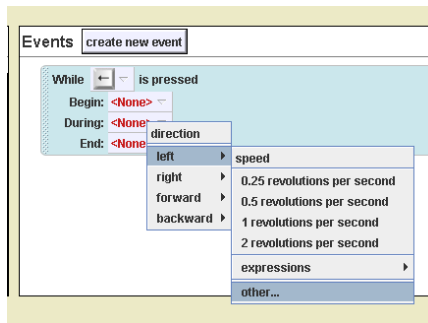 Events create new event
While ← is pressed
Begin: <None>
During: <None>
End: <None
direction
left
right
forward
backward
speed
0.25 revolutions per second
0.5 revolutions per second
1 revolutions per second
2 revolutions per second
expressions
other...